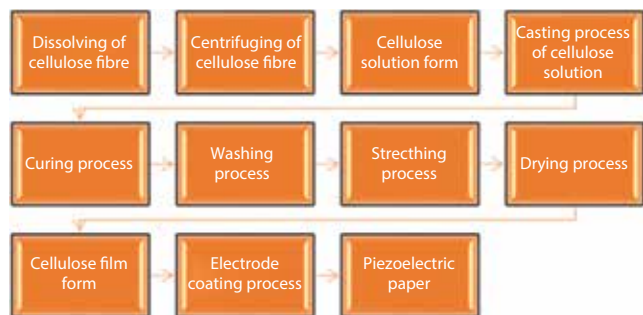 Dissolving of
cellulose fibre
Centrifuging of
cellulose fibre
Cellulose
solution form
Casting process
of cellulose
solution
Curing process
Washing
process
Strecthing
process
Drying process
Cellulose film
form
Electrode
coating process
Piezoelectric
paper